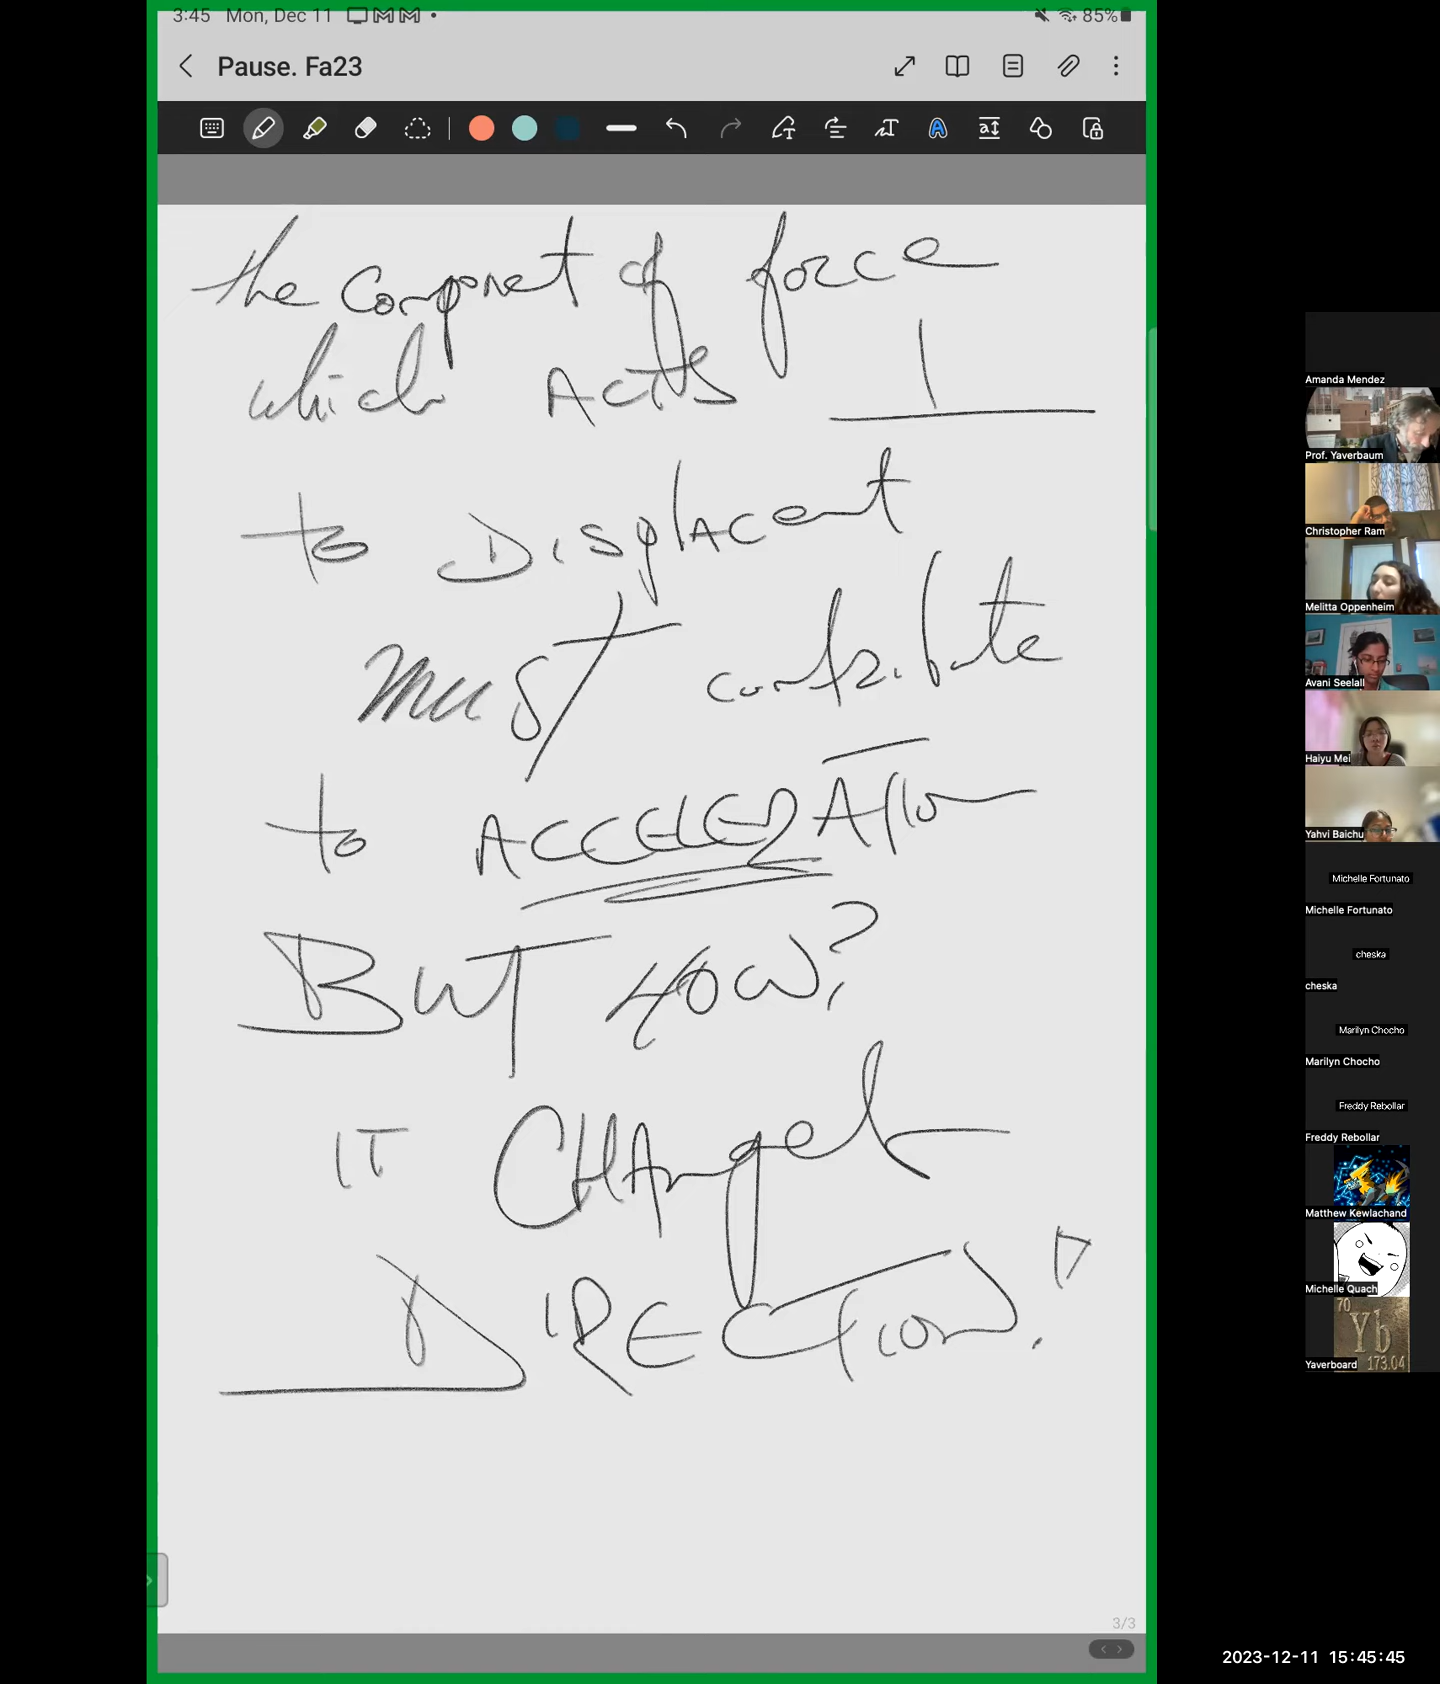 3:45 Mon, Dec 11
85%
Pause. Fa23
the component of force
which Acts ⊥
to Displacement
must contribute
to ACCELERATION
BUT HOW?
IT CHAnges
DIRECTION!
3/3
Amanda Mendez
Prof. Yaverbaum
Christopher Ram
Melitta Oppenheim
Avani Seelall
Haiyu Mei
Yahvi Baichu
Michelle Fortunato
Michelle Fortunato
cheska
cheska
Marilyn Chocho
Marilyn Chocho
Freddy Rebollar
Freddy Rebollar
Matthew Kewlachand
Michelle Quach
70
Yb
Yaverboard 173.04
2023-12-11 15:45:45